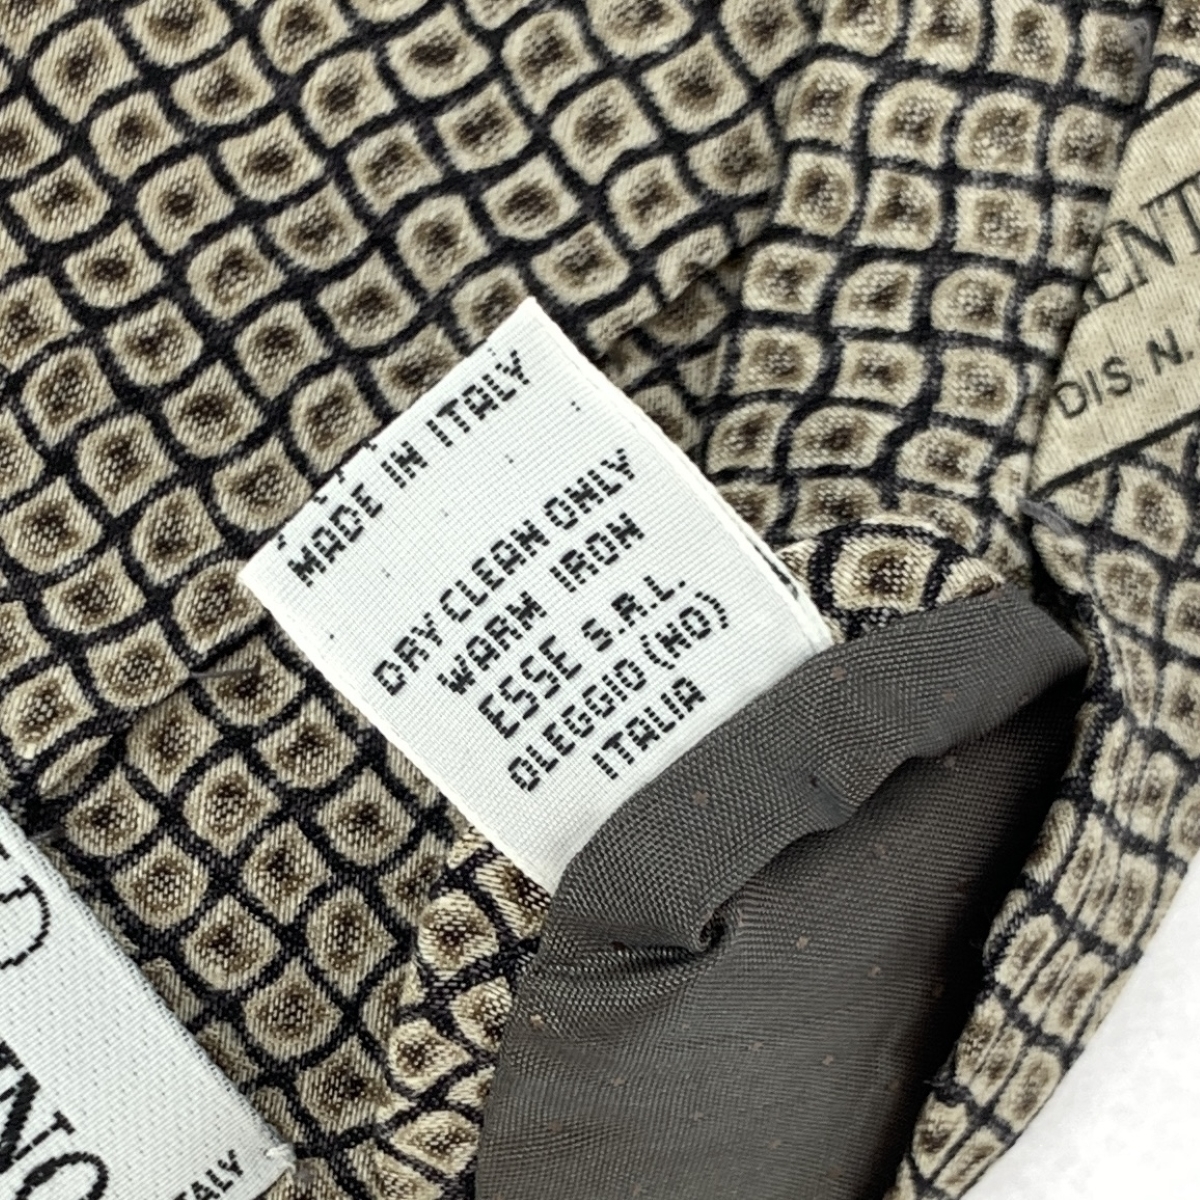 MADE IN ITALY
DRY CLEAN ONLY
WARM IRON
ESSE S.R.L.
OLEGGIO (NO)
ITALIA
DIS. N.